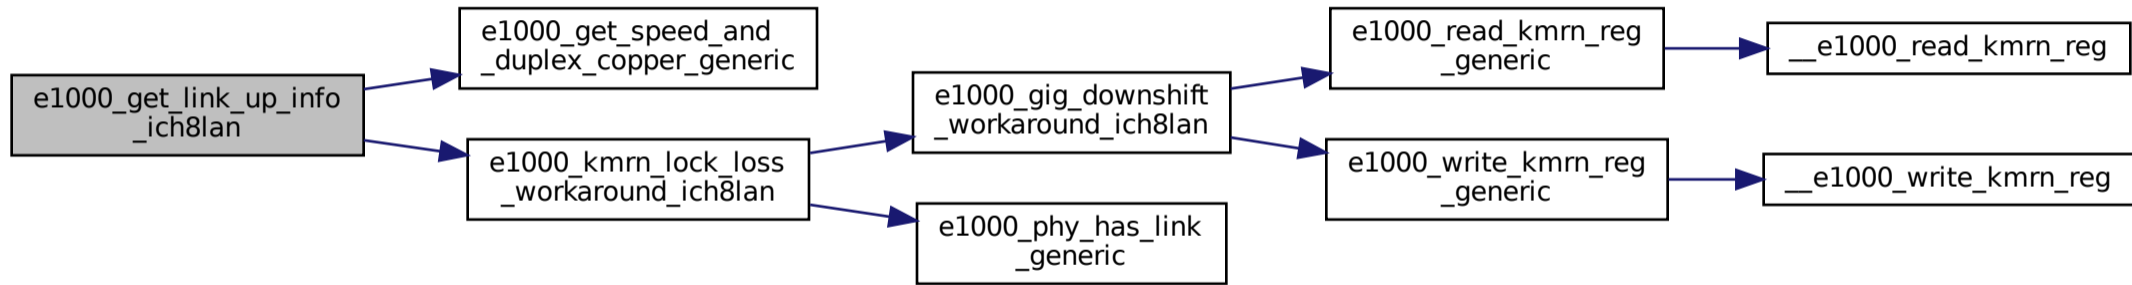 e1000_get_link_up_info
_ich8lan
e1000_get_speed_and
_duplex_copper_generic
e1000_kmrn_lock_loss
_workaround_ich8lan
e1000_gig_downshift
_workaround_ich8lan
e1000_phy_has_link
_generic
e1000_read_kmrn_reg
_generic
e1000_write_kmrn_reg
_generic
__e1000_read_kmrn_reg
__e1000_write_kmrn_reg